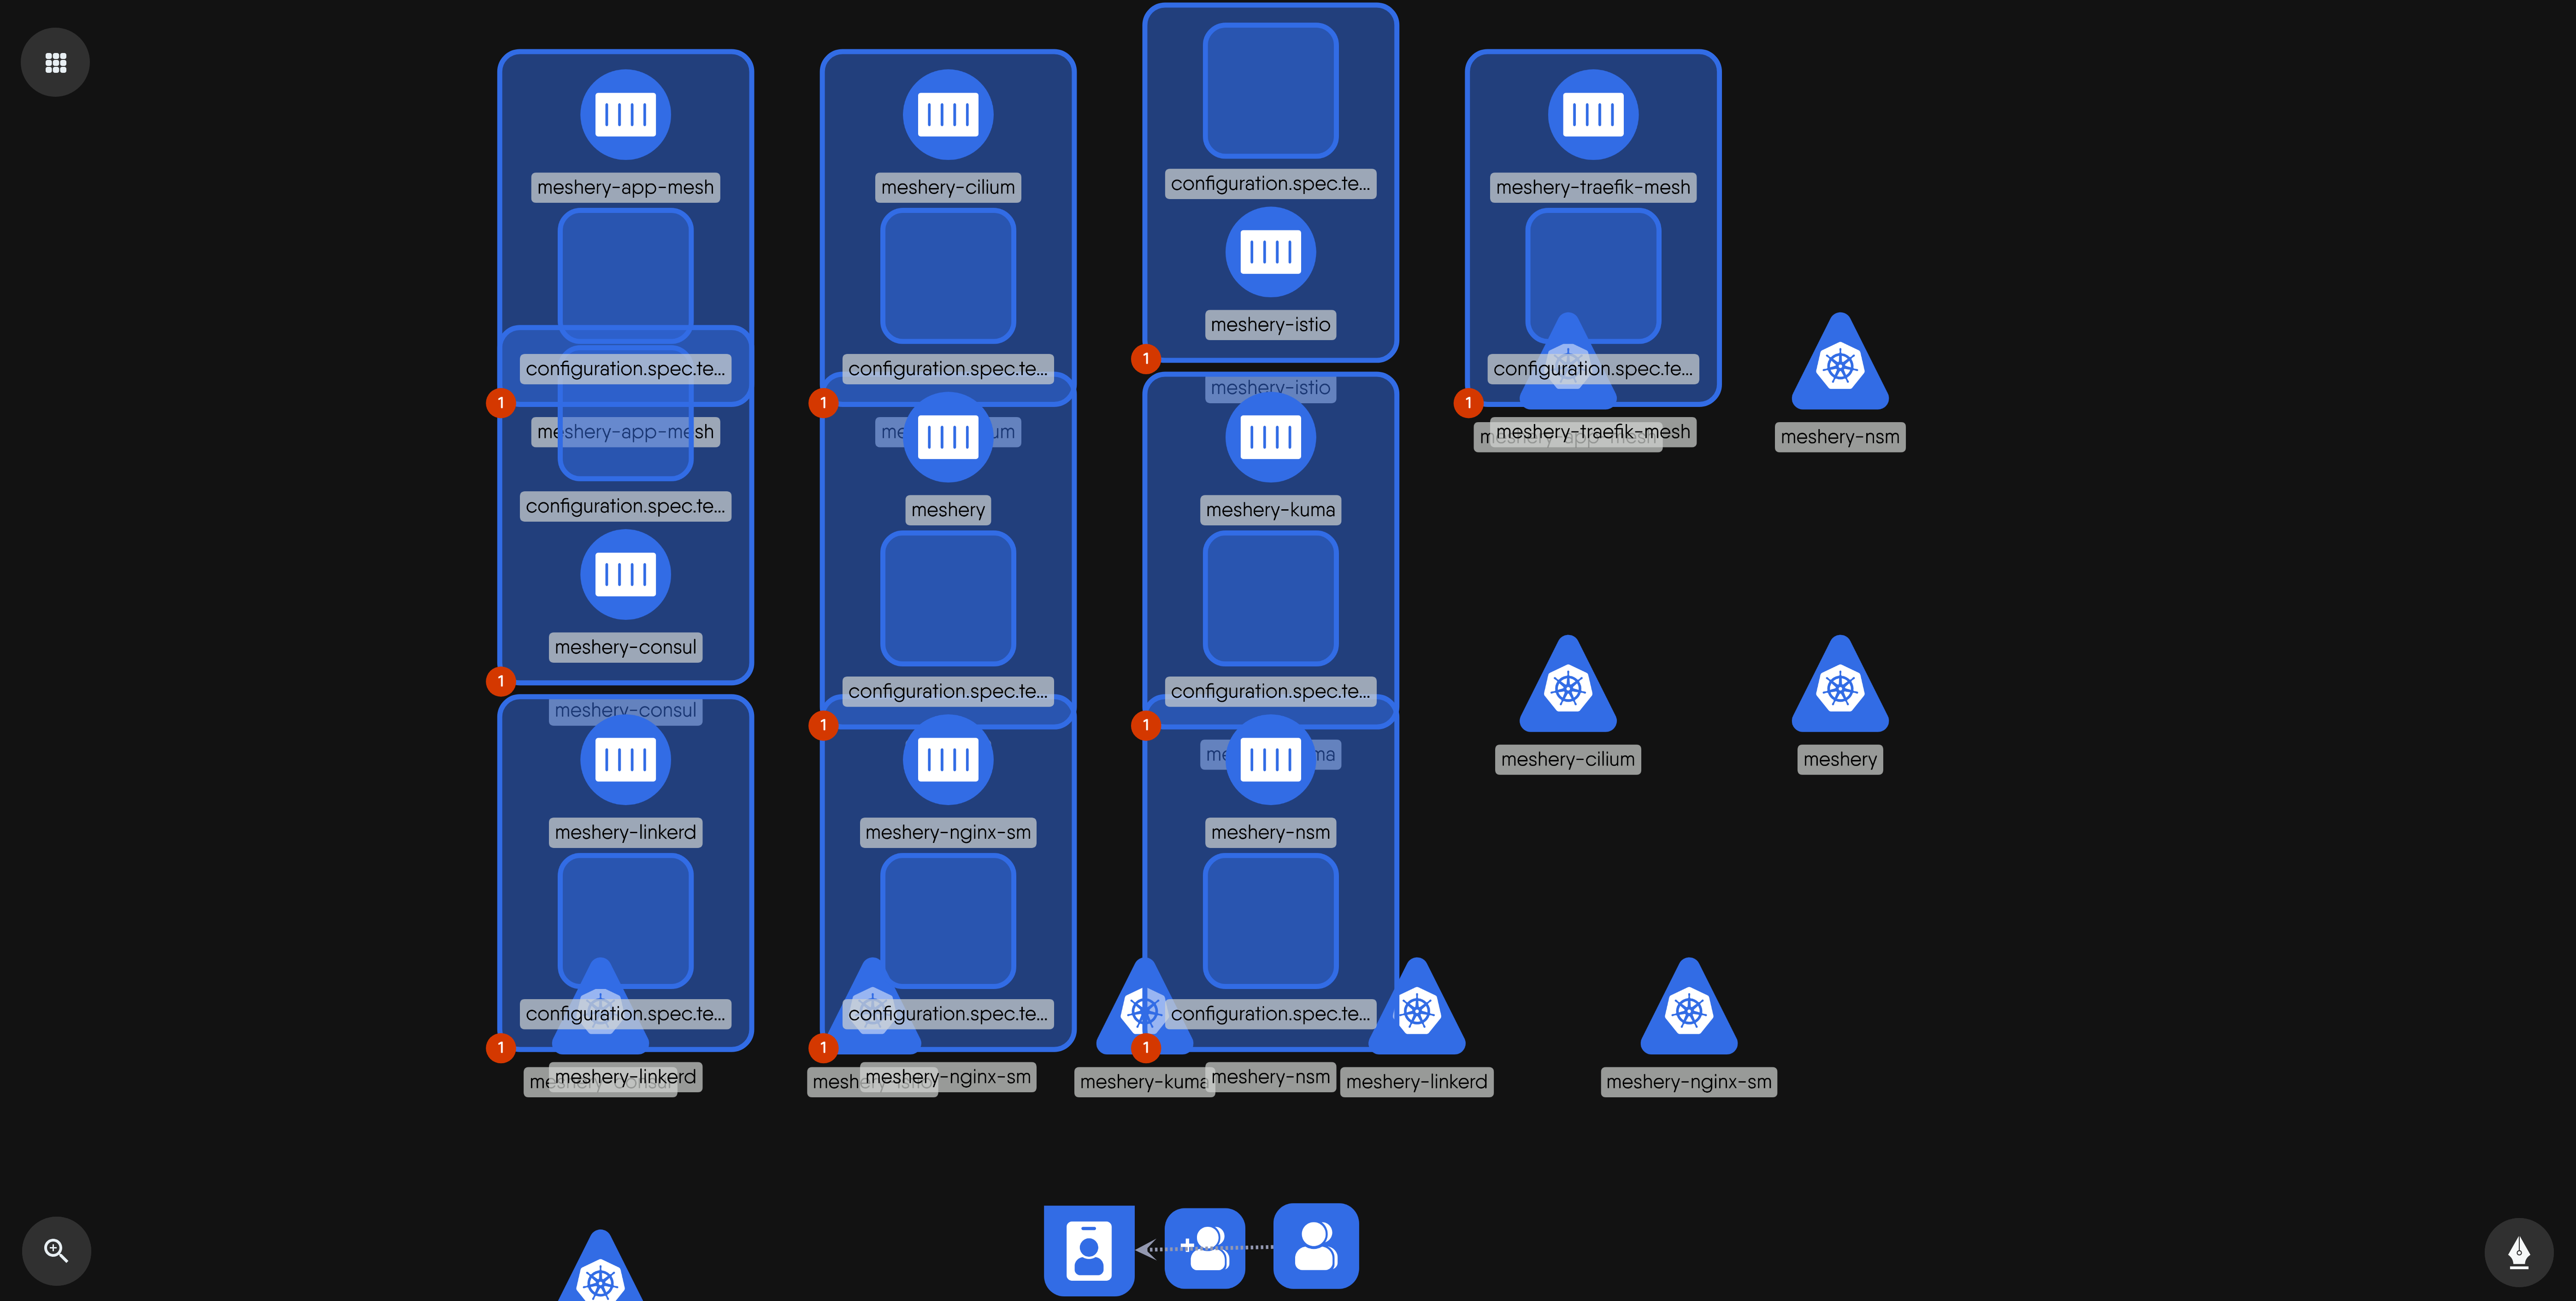 configuration.spec.te...
meshery-app-mesh
meshery-cilium
meshery-traefik-mesh
meshery-istio
1
configuration.spec.te...
configuration.spec.te...
configuration.spec.te...
meshery-istio
1
1
1
meshery-app-mesh
meshery-traefik-mesh
meshery-nsm
configuration.spec.te...
meshery
meshery-kuma
meshery-consul
1
configuration.spec.te...
configuration.spec.te...
meshery-consul
1
1
meshery-cilium
meshery
meshery-linkerd
meshery-nginx-sm
meshery-nsm
configuration.spec.te...
configuration.spec.te...
configuration.spec.te...
1
1
1
meshery-linkerd
meshery-nginx-sm
meshery-kuma
meshery-nsm
meshery-linkerd
meshery-nginx-sm